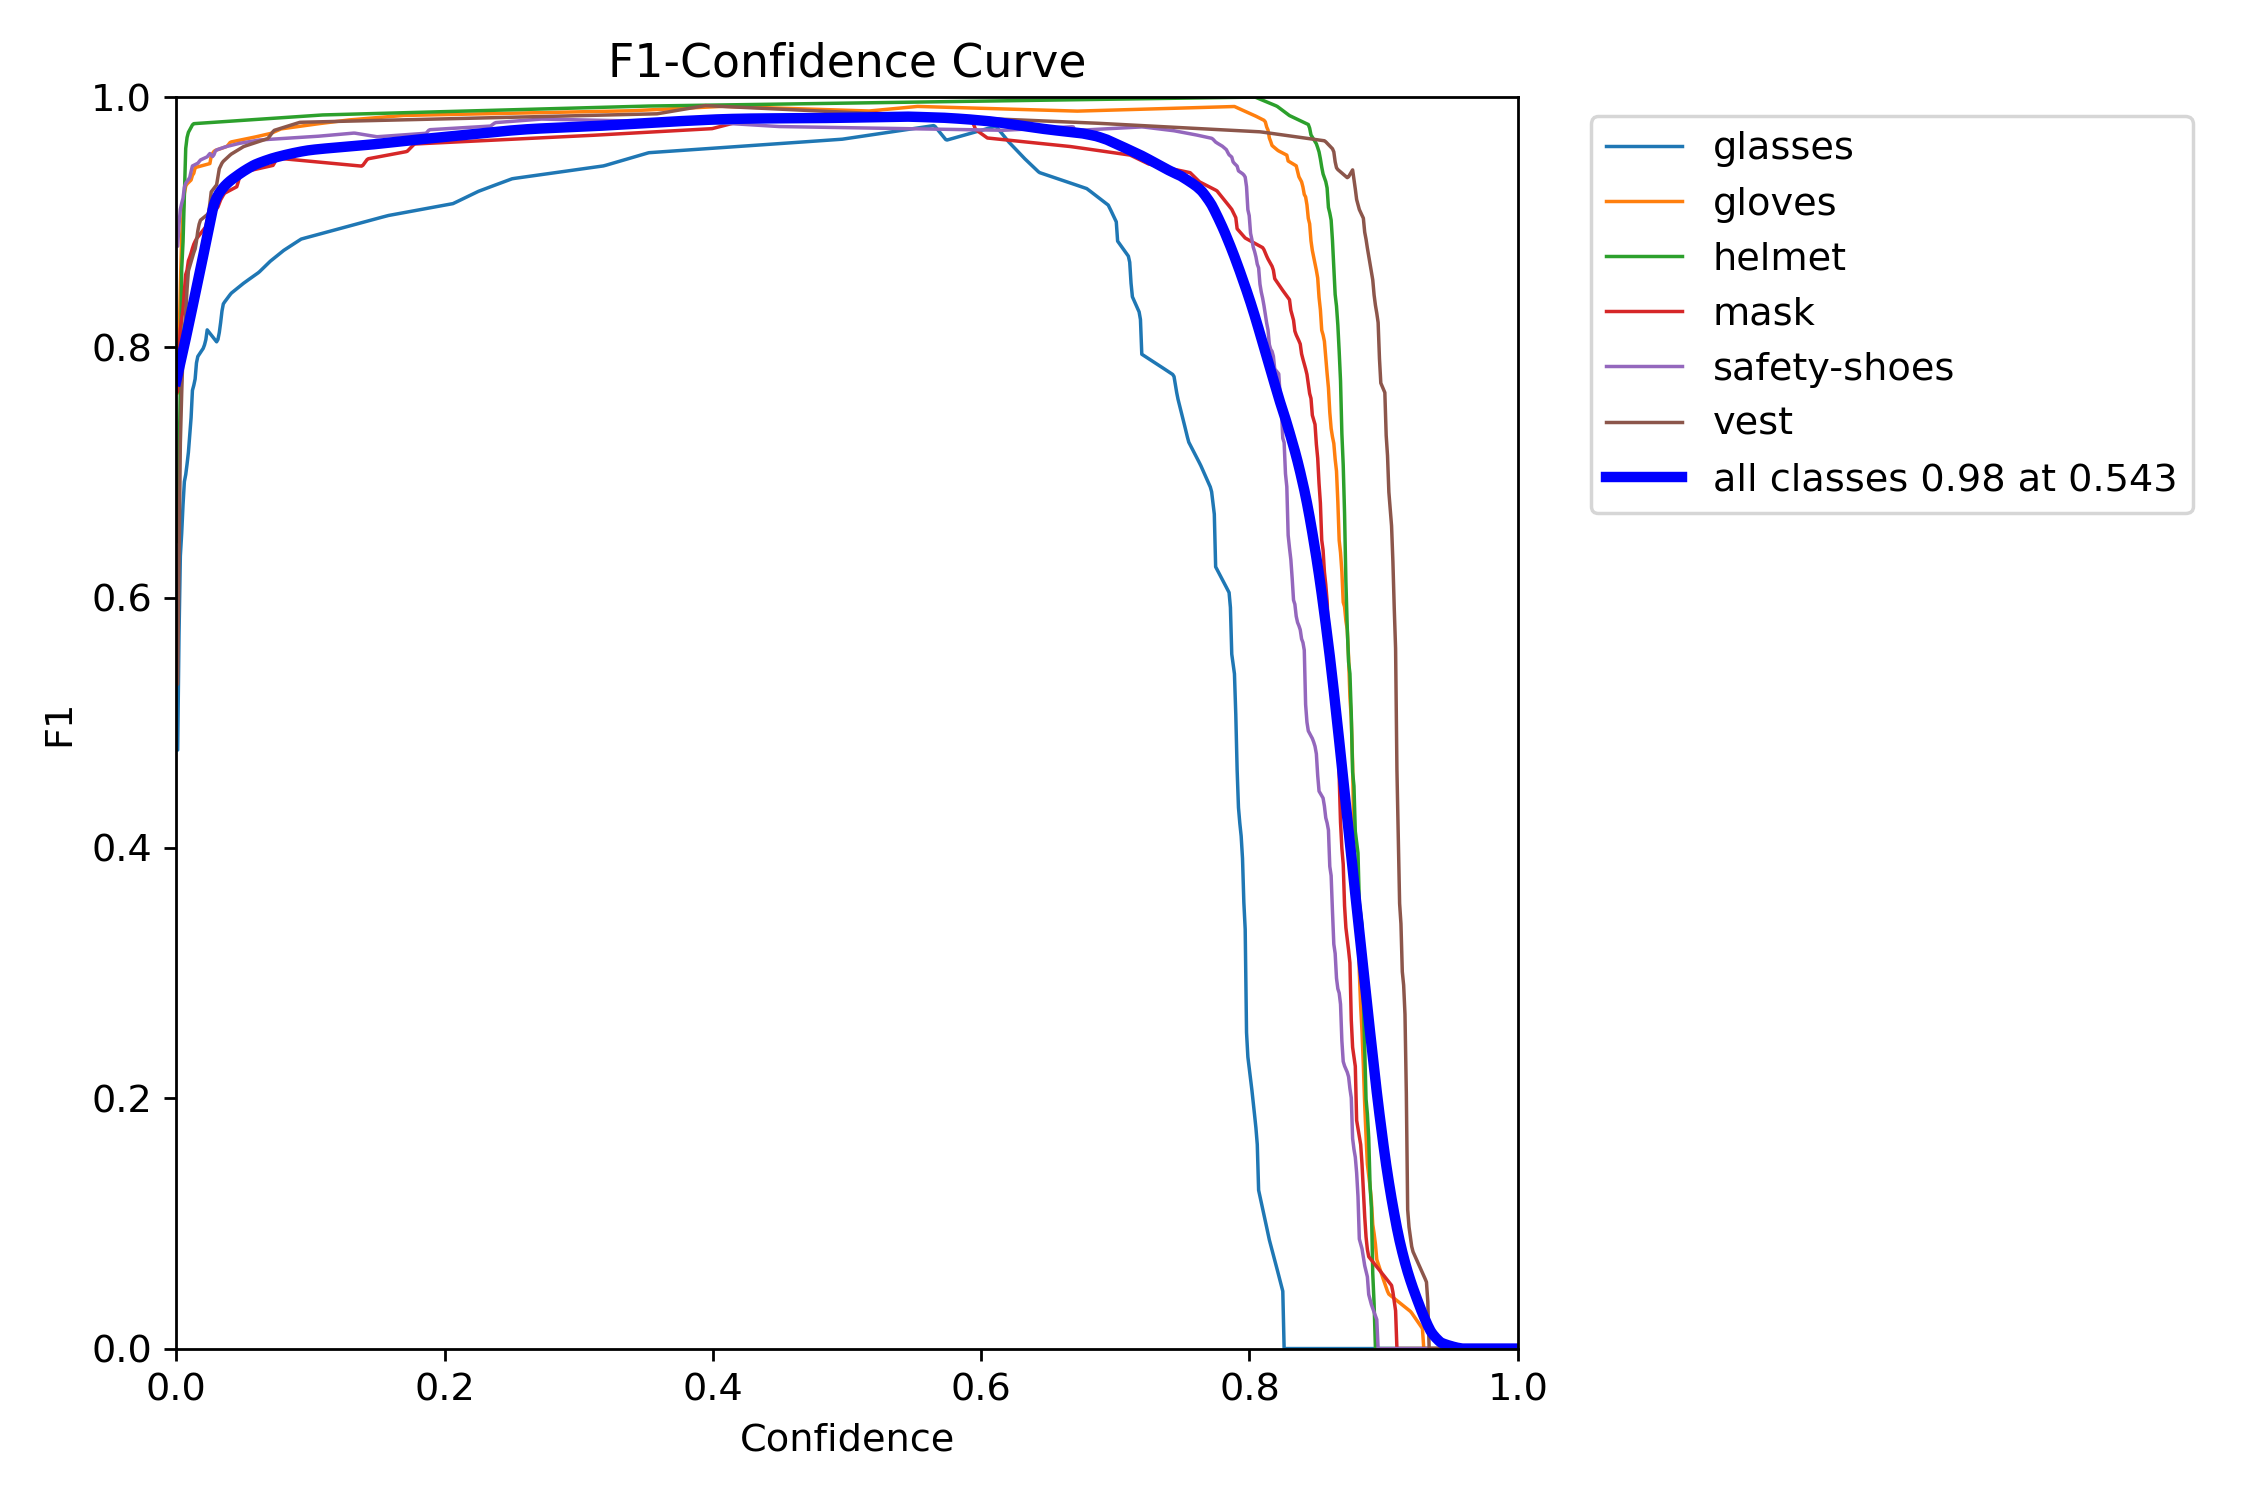 F1-Confidence Curve
1.0
0.8
0.6
0.4
0.2
0.0
F1
0.0 0.2 0.4 0.6 0.8 1.0
Confidence
glasses
gloves
helmet
mask
safety-shoes
vest
all classes 0.98 at 0.543